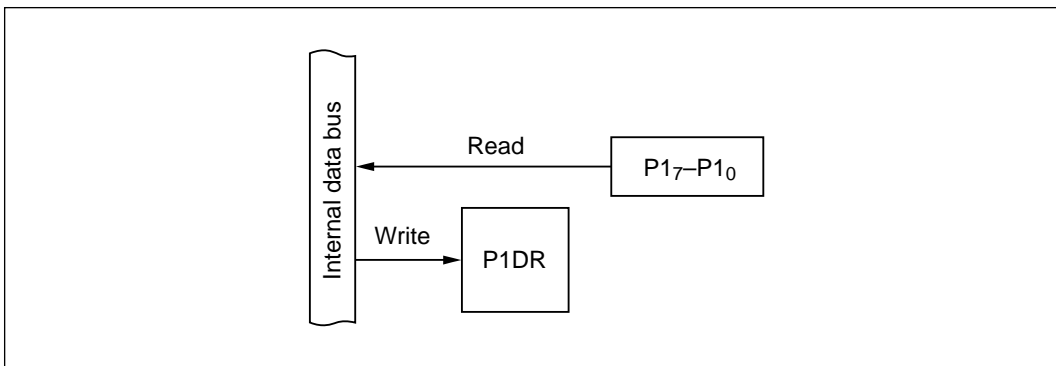 Internal data bus
Read
P1₇–P1₀
Write
P1DR